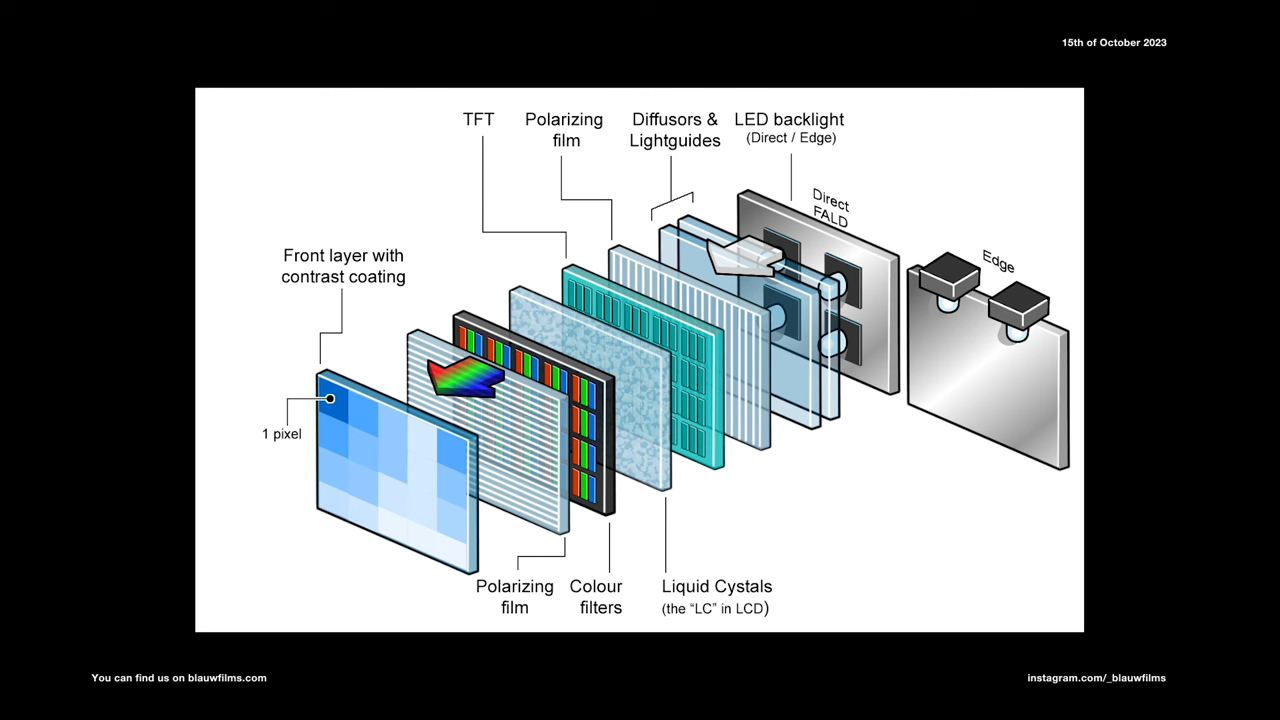 15th of October 2023
TFT
Polarizing
film
Diffusors &
Lightguides
LED backlight
(Direct / Edge)
Direct
FALD
Edge
Front layer with
contrast coating
1 pixel
Polarizing
film
Colour
filters
Liquid Cystals
(the “LC” in LCD)
You can find us on blauwfilms.com
instagram.com/_blauwfilms